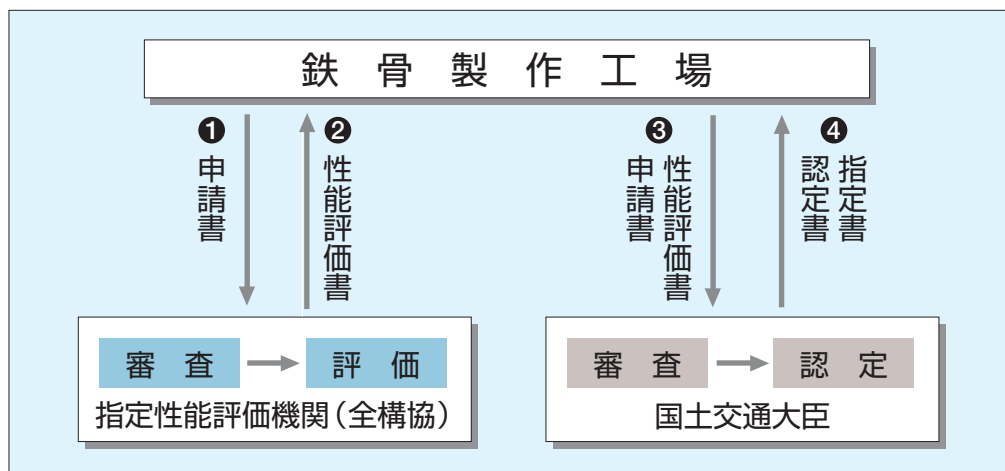 鉄骨製作工場
❶
申請書
❷
性能評価書
❸
性能評価書
申請書
❹
指定書
認定書
審査
評価
指定性能評価機関（全構協）
審査
認定
国土交通大臣